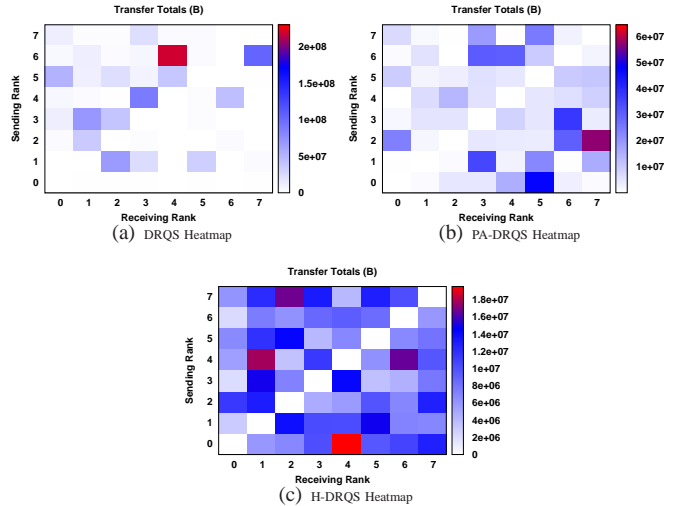 Transfer Totals (B)
Sending Rank
7
6
5
4
3
2
1
0
0 1 2 3 4 5 6 7
Receiving Rank
2e+08
1.5e+08
1e+08
5e+07
0
(a) DRQS Heatmap
Transfer Totals (B)
Sending Rank
7
6
5
4
3
2
1
0
0 1 2 3 4 5 6 7
Receiving Rank
6e+07
5e+07
4e+07
3e+07
2e+07
1e+07
(b) PA-DRQS Heatmap
Transfer Totals (B)
Sending Rank
7
6
5
4
3
2
1
0
0 1 2 3 4 5 6 7
Receiving Rank
1.8e+07
1.6e+07
1.4e+07
1.2e+07
1e+07
8e+06
6e+06
4e+06
2e+06
0
(c) H-DRQS Heatmap